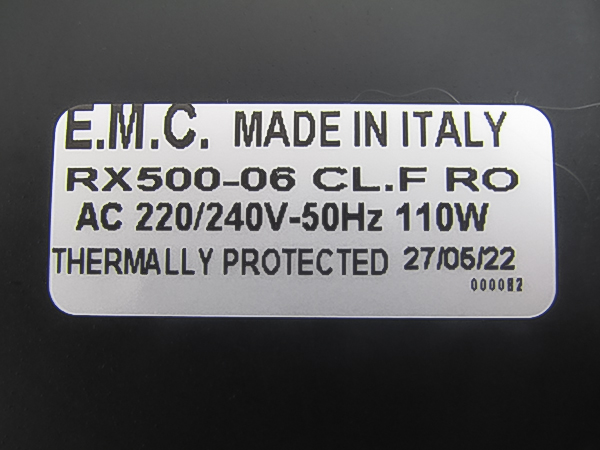 E.M.C. MADE IN ITALY
RX500-06 CL.F RO
AC 220/240V-50Hz 110W
THERMALLY PROTECTED 27/05/22
000082